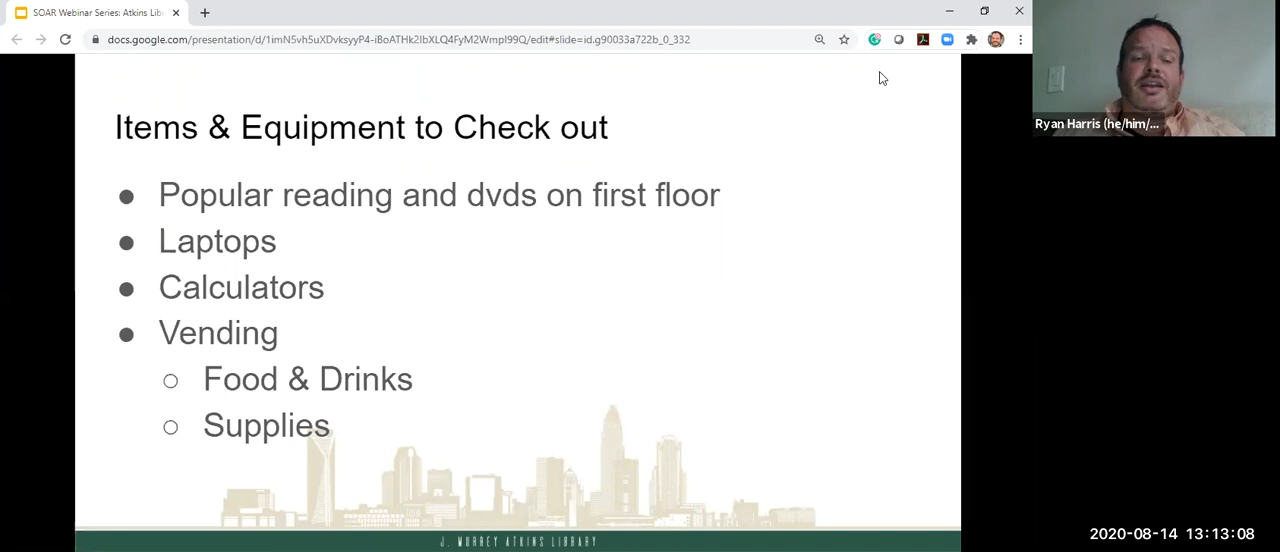 SOAR Webinar Series: Atkins Lib
docs.google.com/presentation/d/1imN5vh5uXDvksyyP4-iBoATHk2IbXLQ4FyM2WmpI99Q/edit#slide=id.g90033a722b_0_332
Items & Equipment to Check out
Popular reading and dvds on first floor
Laptops
Calculators
Vending
Food & Drinks
Supplies
J. MURREY ATKINS LIBRARY
Ryan Harris (he/him/...
2020-08-14 13:13:08